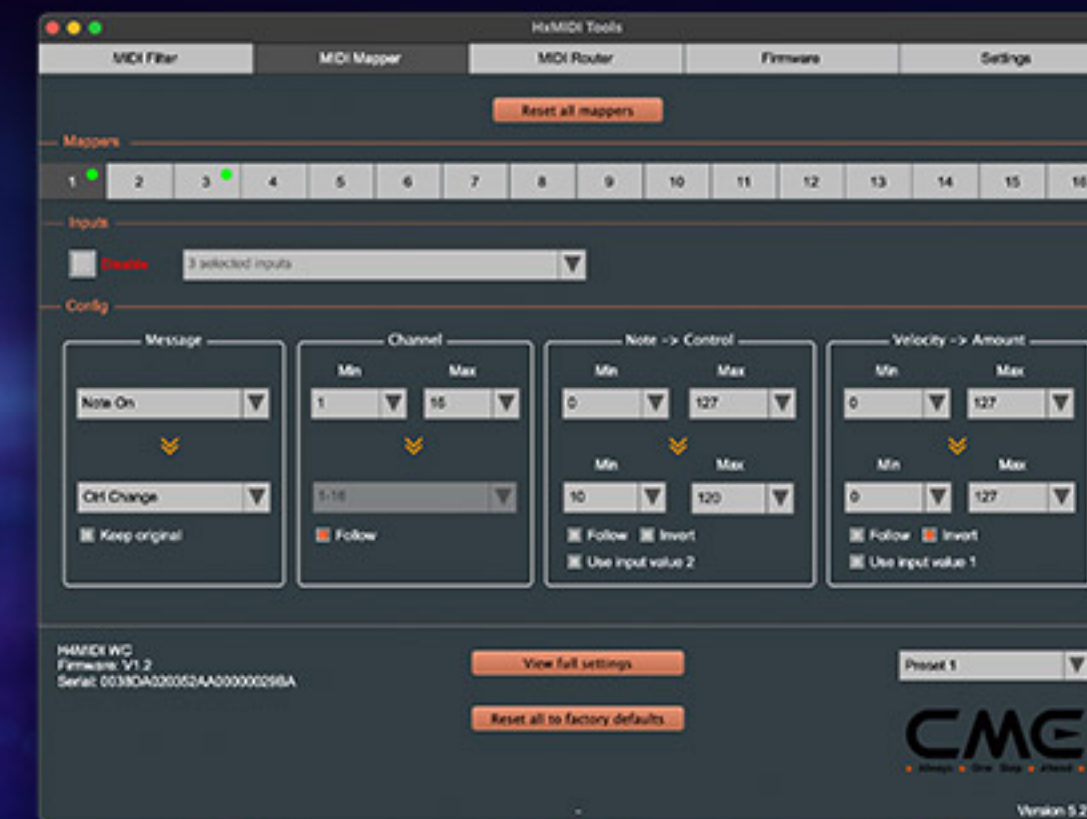 HxMIDI Tools
MIDI Filter MIDI Mapper MIDI Router Firmware Settings
Reset all mappers
Mappers
1 2 3 4 5 6 7 8 9 10 11 12 13 14 15
Inputs
Disable 3 selected inputs
Config
Message Channel Note -> Control Velocity -> Amount
Min Max Min Max Min Max
Note On 1 16 0 127 0 127
Min Max Min Max
Ctrl Change 1-16 10 120 0 127
Keep original Follow Follow Invert Follow Invert
Use input value 2 Use input value 1
H4MIDI WC
Firmware: V1.2
Serial:
View full settings Preset 1
Reset all to factory defaults
CME
Always One Step Ahead
Version 5.2